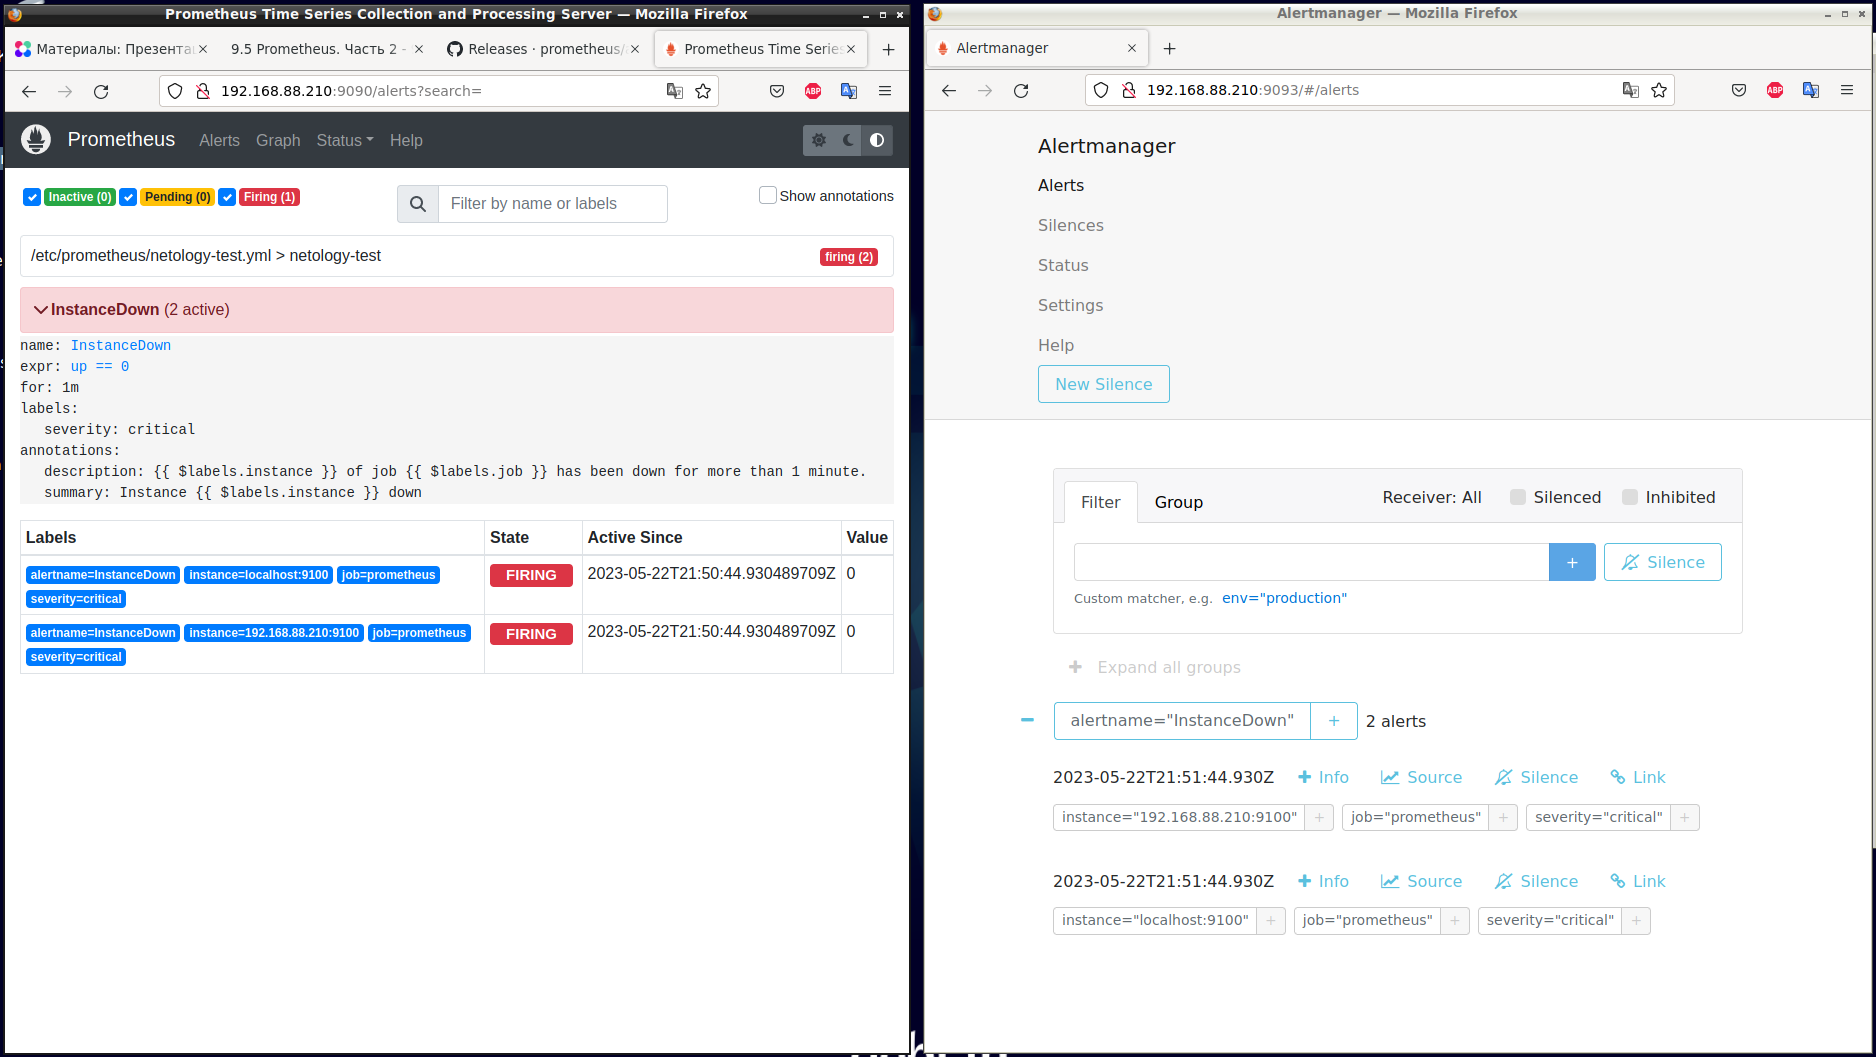 Prometheus Time Series Collection and Processing Server — Mozilla Firefox
Материалы: Презентац
9.5 Prometheus. Часть 2 -
Releases · prometheus/
Prometheus Time Series
192.168.88.210:9090/alerts?search=
ABP
Prometheus
Alerts
Graph
Status
Help
Inactive (0)
Pending (0)
Firing (1)
Filter by name or labels
Show annotations
/etc/prometheus/netology-test.yml > netology-test
firing (2)
InstanceDown (2 active)
name: InstanceDown
expr: up == 0
for: 1m
labels:
severity: critical
annotations:
description: {{ $labels.instance }} of job {{ $labels.job }} has been down for more than 1 minute.
summary: Instance {{ $labels.instance }} down
Labels State Active Since Value
alertname=InstanceDown instance=localhost:9100 job=prometheus
severity=critical
FIRING
2023-05-22T21:50:44.930489709Z
0
alertname=InstanceDown instance=192.168.88.210:9100 job=prometheus
severity=critical
FIRING
2023-05-22T21:50:44.930489709Z
0
Alertmanager — Mozilla Firefox
Alertmanager
192.168.88.210:9093/#/alerts
ABP
Alertmanager
Alerts
Silences
Status
Settings
Help
New Silence
Filter
Group
Receiver: All
Silenced
Inhibited
+
Silence
Custom matcher, e.g. env="production"
+ Expand all groups
alertname="InstanceDown" + 2 alerts
2023-05-22T21:51:44.930Z + Info Source Silence Link
instance="192.168.88.210:9100" + job="prometheus" + severity="critical" +
2023-05-22T21:51:44.930Z + Info Source Silence Link
instance="localhost:9100" + job="prometheus" + severity="critical" +